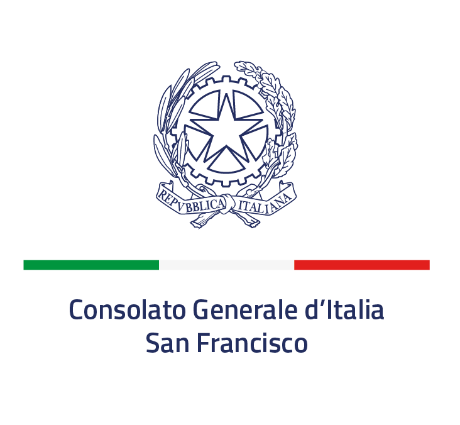 REPVBBLICA ITALIANA
Consolato Generale d'Italia
San Francisco